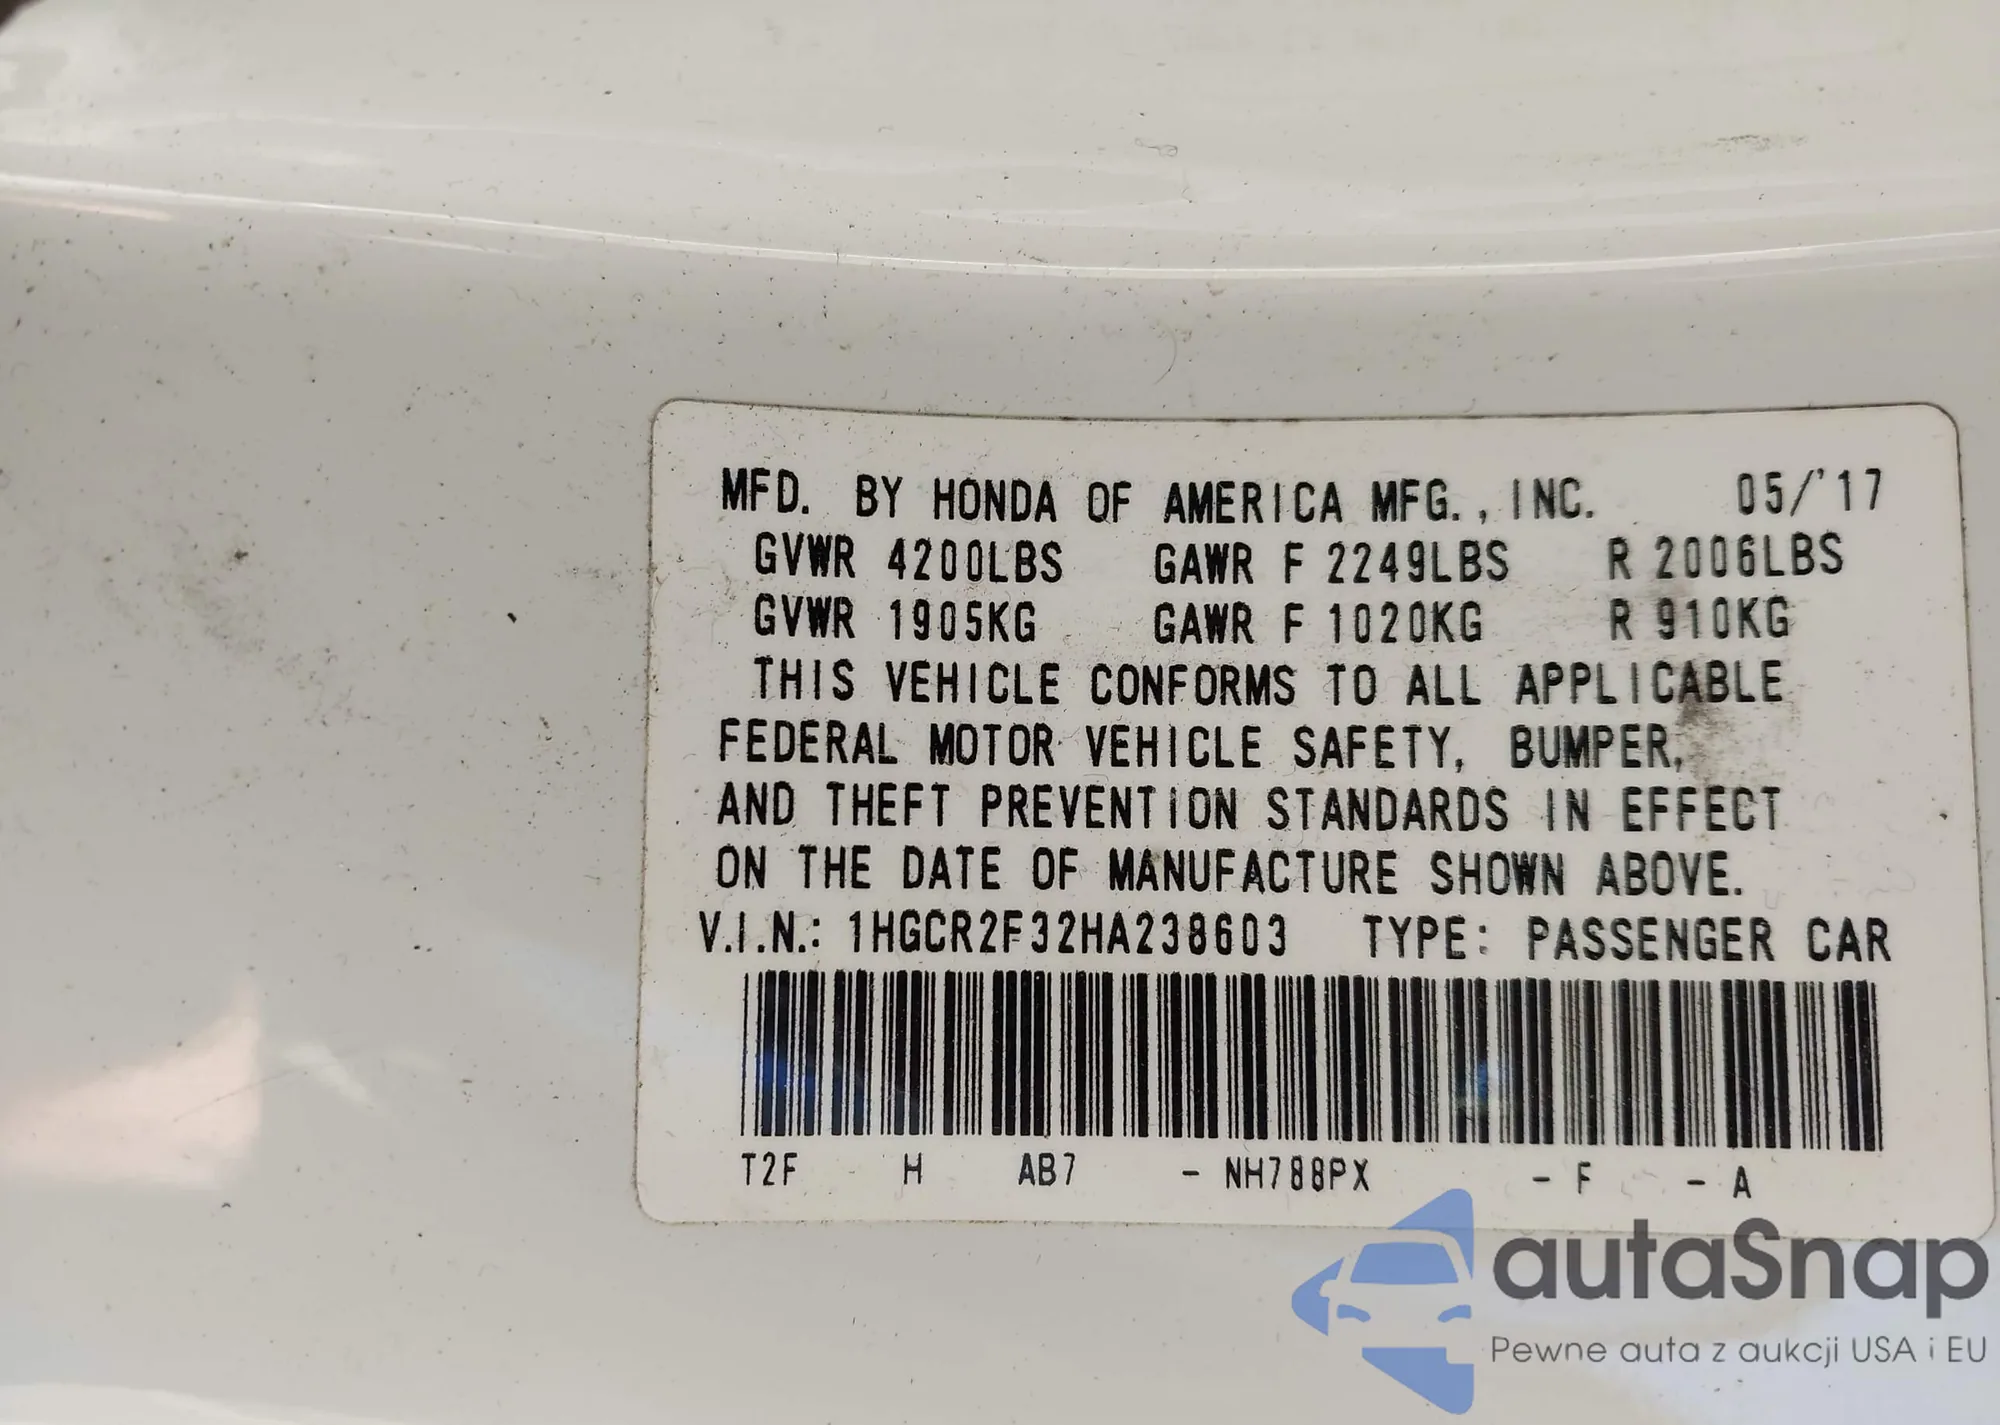 MFD. BY HONDA OF AMERICA MFG., INC. 05/'17
GVWR 4200LBS GAWR F 2249LBS R 2006LBS
GVWR 1905KG GAWR F 1020KG R 910KG
THIS VEHICLE CONFORMS TO ALL APPLICABLE
FEDERAL MOTOR VEHICLE SAFETY, BUMPER,
AND THEFT PREVENTION STANDARDS IN EFFECT
ON THE DATE OF MANUFACTURE SHOWN ABOVE.
V.I.N.: 1HGCR2F32HA238603 TYPE: PASSENGER CAR
T2F H AB7 - NH788PX - F - A
autaSnap
Pewne auta z aukcji USA i EU